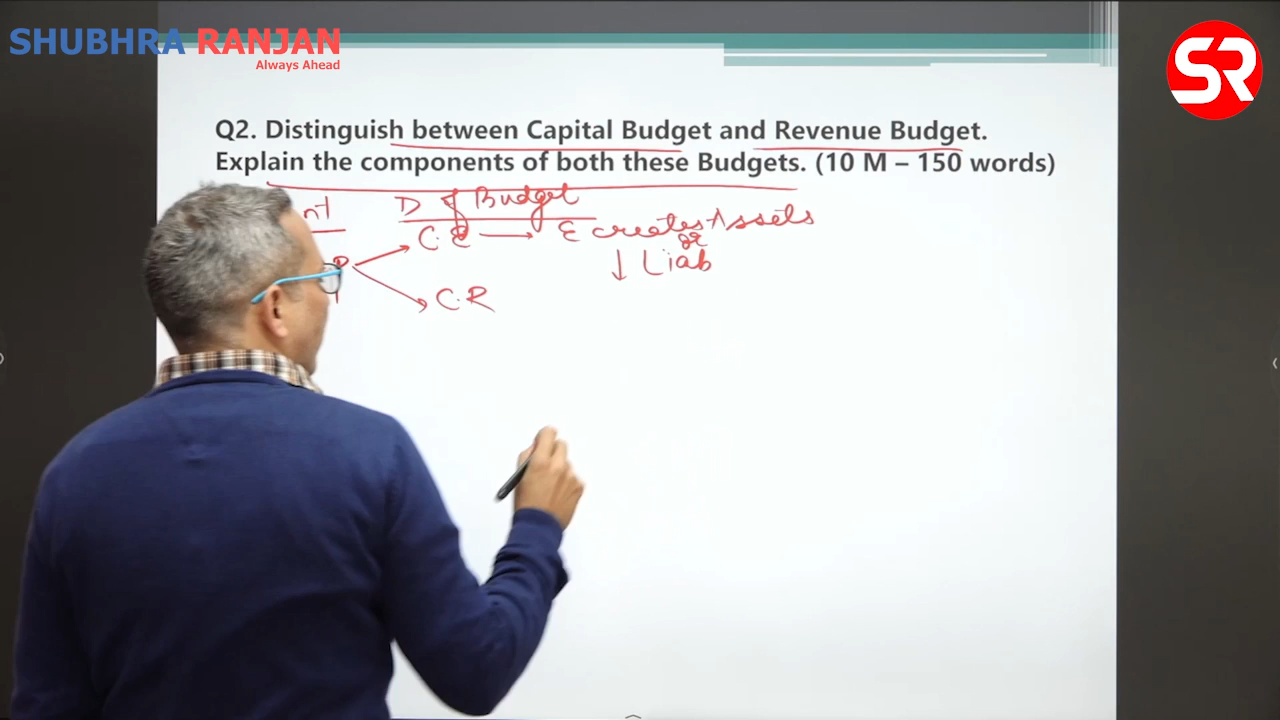 SHUBHRA RANJAN
Always Ahead
SR
Q2. Distinguish between Capital Budget and Revenue Budget.
Explain the components of both these Budgets. (10 M – 150 words)
D of Budget
C.E → E creates Assets
or
↓ Liab
C.R